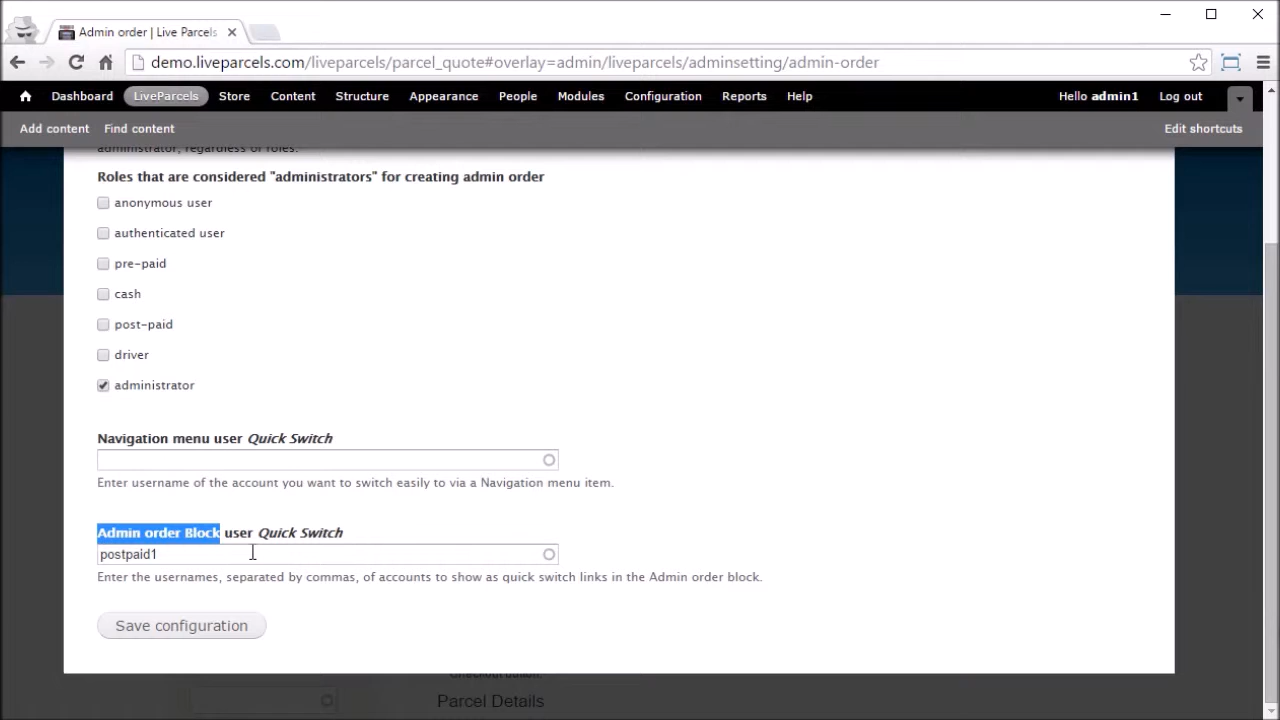 Admin order | Live Parcels
demo.liveparcels.com/liveparcels/parcel_quote#overlay=admin/liveparcels/adminsetting/admin-order
Dashboard LiveParcels Store Content Structure Appearance People Modules Configuration Reports Help Hello admin1 Log out
Add content Find content Edit shortcuts
administrator, regardless of roles.
Roles that are considered "administrators" for creating admin order
anonymous user
authenticated user
pre-paid
cash
post-paid
driver
administrator
Navigation menu user Quick Switch
Enter username of the account you want to switch easily to via a Navigation menu item.
Admin order Block user Quick Switch
postpaid1
Enter the usernames, separated by commas, of accounts to show as quick switch links in the Admin order block.
Save configuration
Checkout button.
Parcel Details